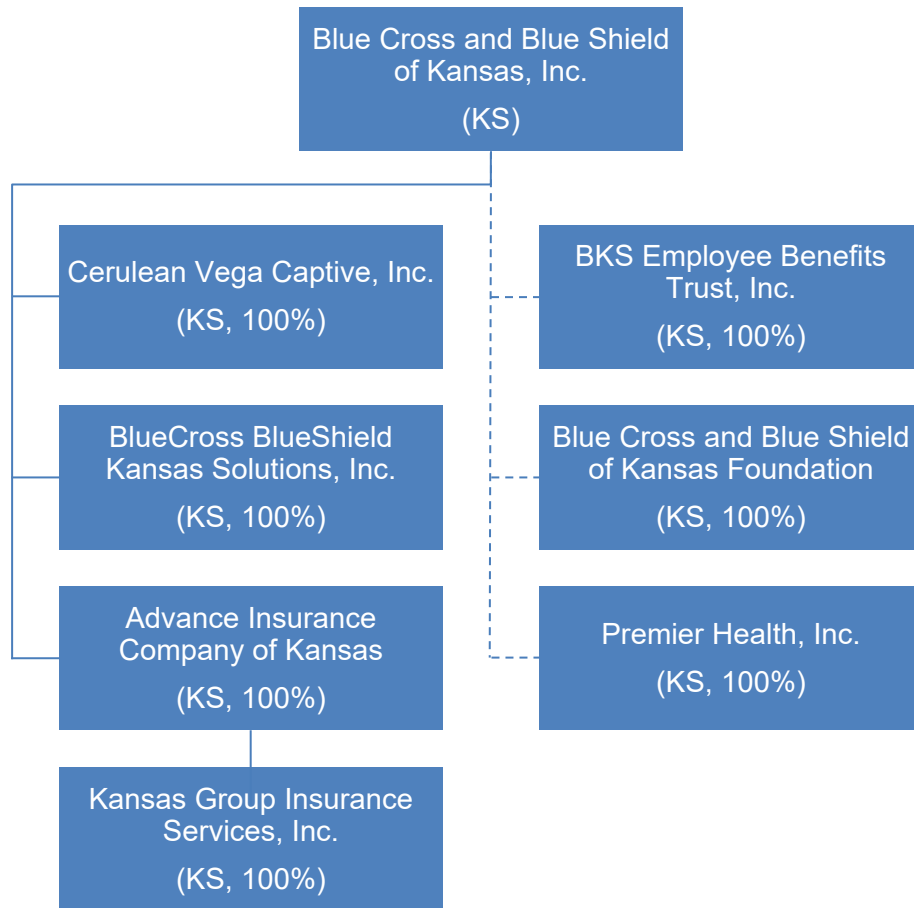 Blue Cross and Blue Shield
of Kansas, Inc.
(KS)
Cerulean Vega Captive, Inc.
(KS, 100%)
BKS Employee Benefits
Trust, Inc.
(KS, 100%)
BlueCross BlueShield
Kansas Solutions, Inc.
(KS, 100%)
Blue Cross and Blue Shield
of Kansas Foundation
(KS, 100%)
Advance Insurance
Company of Kansas
(KS, 100%)
Premier Health, Inc.
(KS, 100%)
Kansas Group Insurance
Services, Inc.
(KS, 100%)